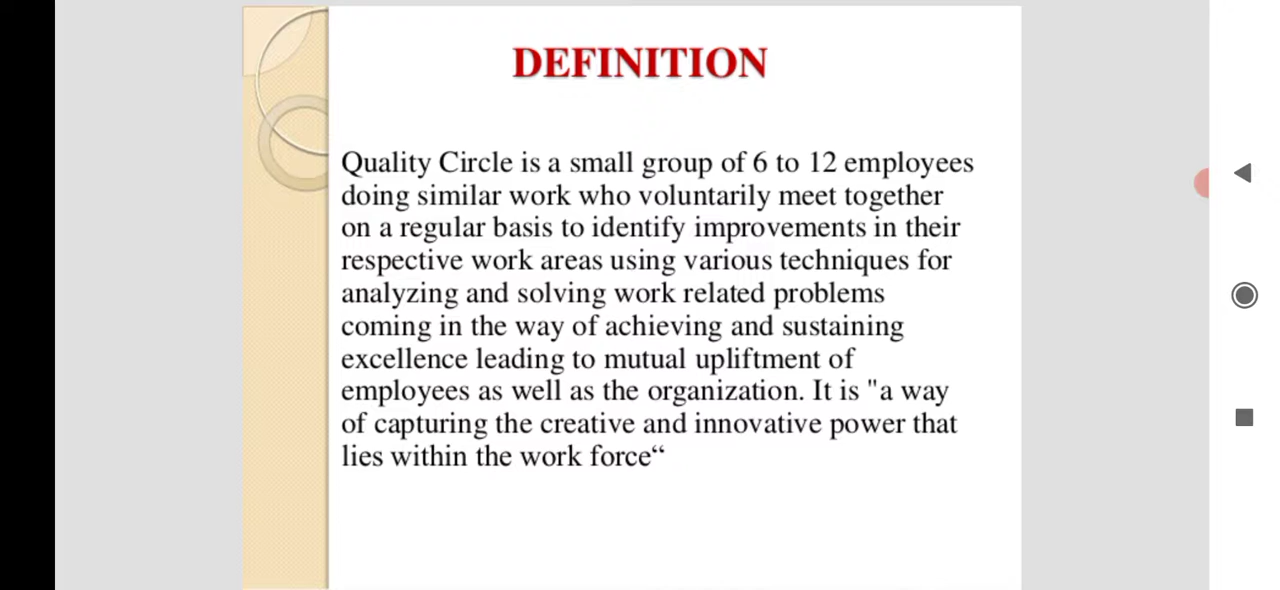 DEFINITION
Quality Circle is a small group of 6 to 12 employees
doing similar work who voluntarily meet together
on a regular basis to identify improvements in their
respective work areas using various techniques for
analyzing and solving work related problems
coming in the way of achieving and sustaining
excellence leading to mutual upliftment of
employees as well as the organization. It is "a way
of capturing the creative and innovative power that
lies within the work force“